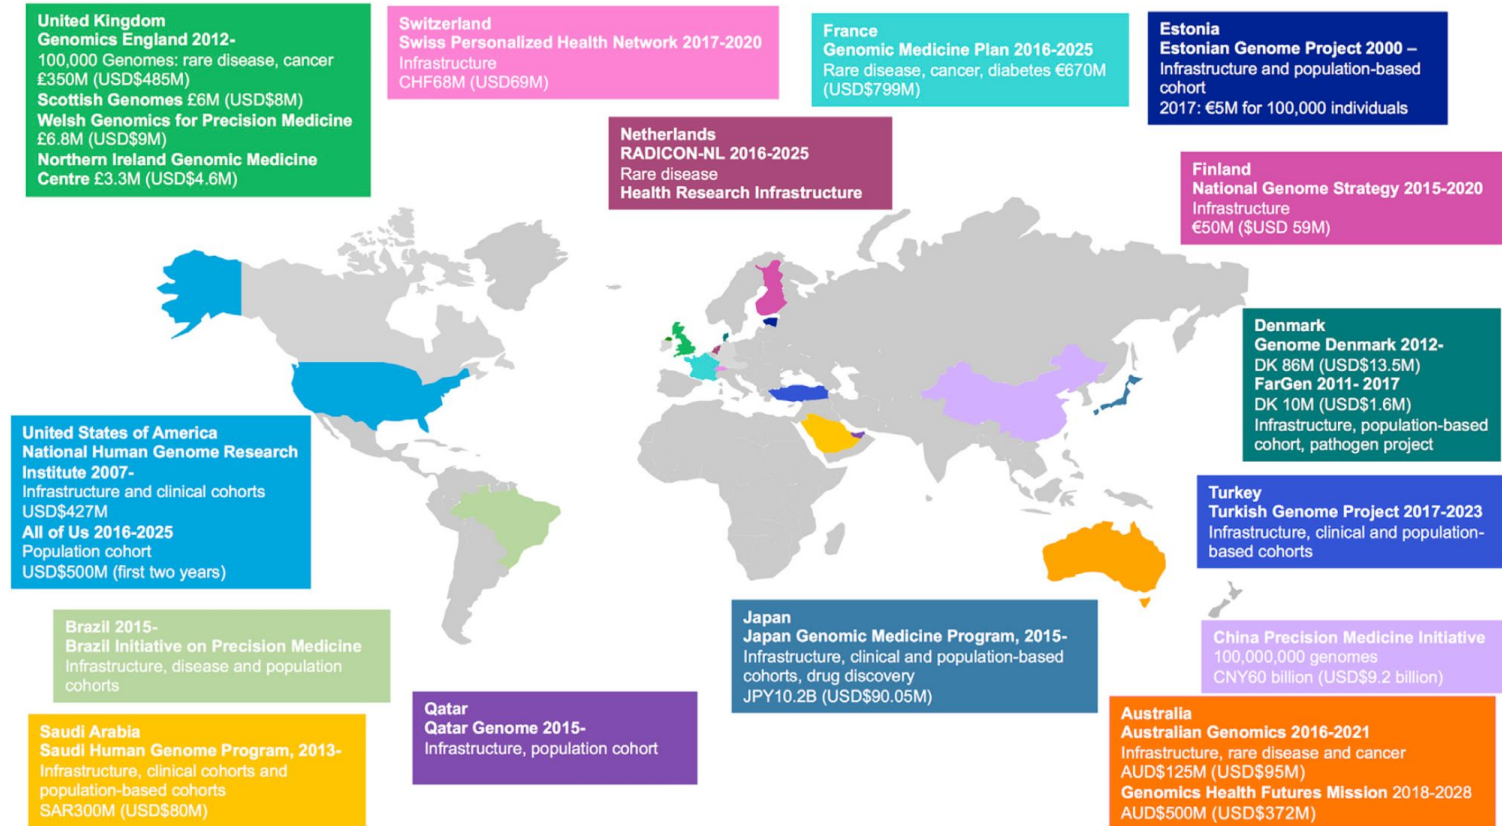 United Kingdom
Genomics England 2012-
100,000 Genomes: rare disease, cancer
£350M (USD$485M)
Scottish Genomes £6M (USD$8M)
Welsh Genomics for Precision Medicine
£6.8M (USD$9M)
Northern Ireland Genomic Medicine
Centre £3.3M (USD$4.6M)
Switzerland
Swiss Personalized Health Network 2017-2020
Infrastructure
CHF68M (USD69M)
France
Genomic Medicine Plan 2016-2025
Rare disease, cancer, diabetes €670M
(USD$799M)
Estonia
Estonian Genome Project 2000 –
Infrastructure and population-based
cohort
2017: €5M for 100,000 individuals
Netherlands
RADICON-NL 2016-2025
Rare disease
Health Research Infrastructure
Finland
National Genome Strategy 2015-2020
Infrastructure
€50M ($USD 59M)
Denmark
Genome Denmark 2012-
DK 86M (USD$13.5M)
FarGen 2011- 2017
DK 10M (USD$1.6M)
Infrastructure, population-based
cohort, pathogen project
United States of America
National Human Genome Research
Institute 2007-
Infrastructure and clinical cohorts
USD$427M
All of Us 2016-2025
Population cohort
USD$500M (first two years)
Turkey
Turkish Genome Project 2017-2023
Infrastructure, clinical and population-
based cohorts
Brazil 2015-
Brazil Initiative on Precision Medicine
Infrastructure, disease and population
cohorts
Japan
Japan Genomic Medicine Program, 2015-
Infrastructure, clinical and population-based
cohorts, drug discovery
JPY10.2B (USD$90.05M)
China Precision Medicine Initiative
100,000,000 genomes
CNY60 billion (USD$9.2 billion)
Saudi Arabia
Saudi Human Genome Program, 2013-
Infrastructure, clinical cohorts and
population-based cohorts
SAR300M (USD$80M)
Qatar
Qatar Genome 2015-
Infrastructure, population cohort
Australia
Australian Genomics 2016-2021
Infrastructure, rare disease and cancer
AUD$125M (USD$95M)
Genomics Health Futures Mission 2018-2028
AUD$500M (USD$372M)